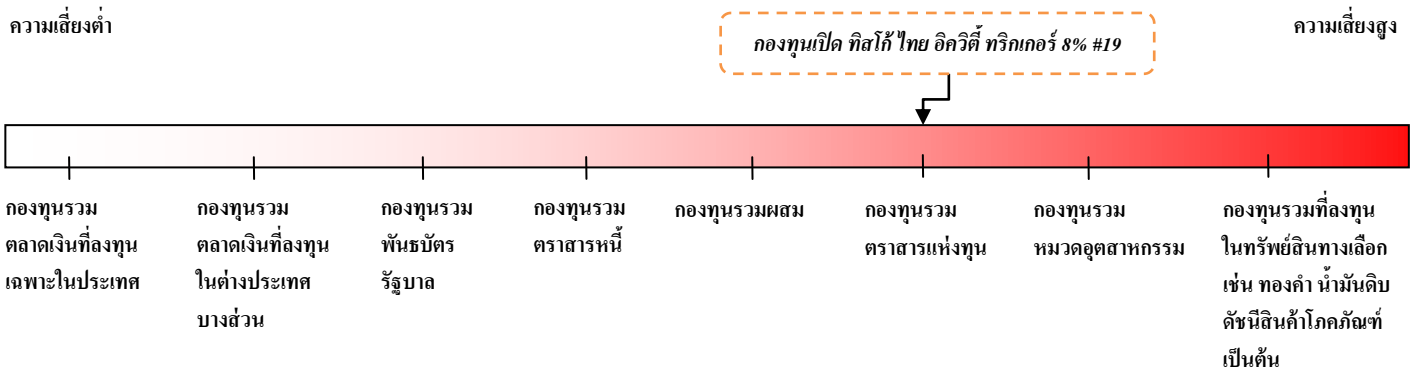 ความเสี่ยงต่ำ
ความเสี่ยงสูง
กองทุนเปิด ทิสโก้ ไทย อิควิตี้ ทริกเกอร์ 8% #19
กองทุนรวม
ตลาดเงินที่ลงทุน
เฉพาะในประเทศ
กองทุนรวม
ตลาดเงินที่ลงทุน
ในต่างประเทศ
บางส่วน
กองทุนรวม
พันธบัตร
รัฐบาล
กองทุนรวม
ตราสารหนี้
กองทุนรวมผสม
กองทุนรวม
ตราสารแห่งทุน
กองทุนรวม
หมวดอุตสาหกรรม
กองทุนรวมที่ลงทุน
ในทรัพย์สินทางเลือก
เช่น ทองคำ น้ำมันดิบ
ดัชนีสินค้าโภคภัณฑ์
เป็นต้น